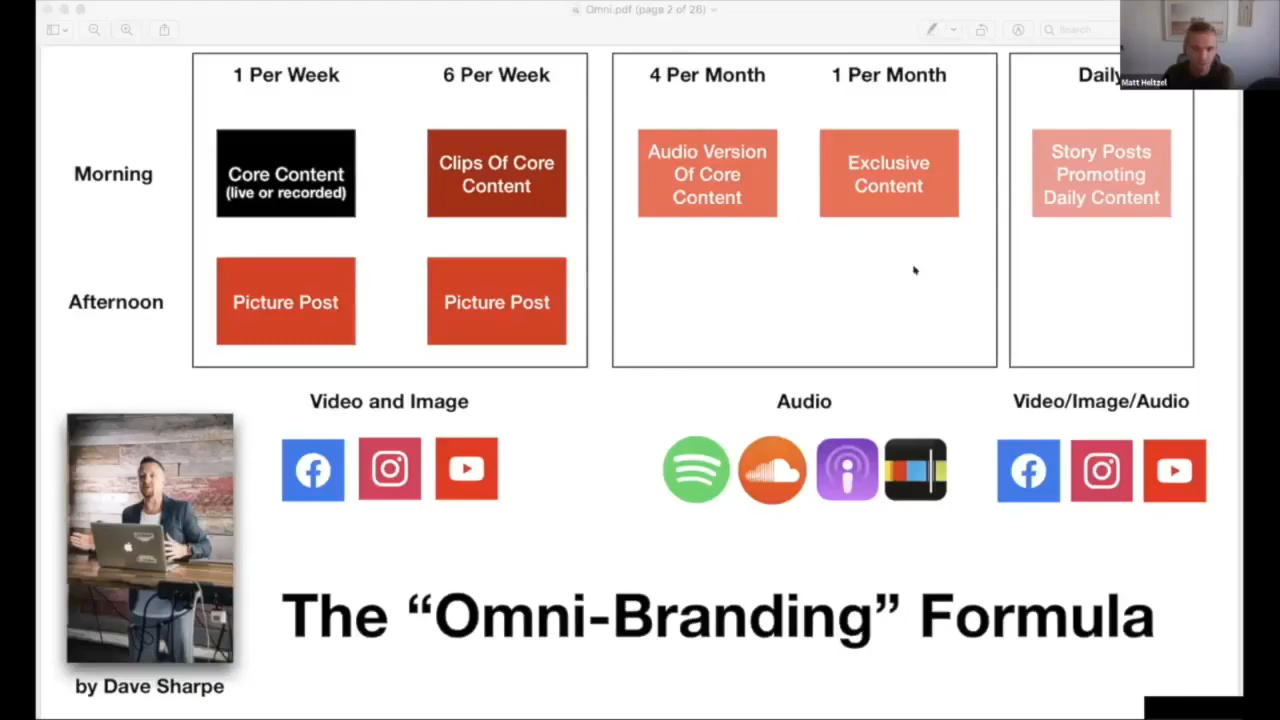 Omni.pdf (page 2 of 26)
Search
Matt Heltzel
1 Per Week
6 Per Week
4 Per Month
1 Per Month
Daily
Morning
Core Content
(live or recorded)
Clips Of Core
Content
Audio Version
Of Core
Content
Exclusive
Content
Story Posts
Promoting
Daily Content
Afternoon
Picture Post
Picture Post
Video and Image
Audio
Video/Image/Audio
The “Omni-Branding” Formula
by Dave Sharpe